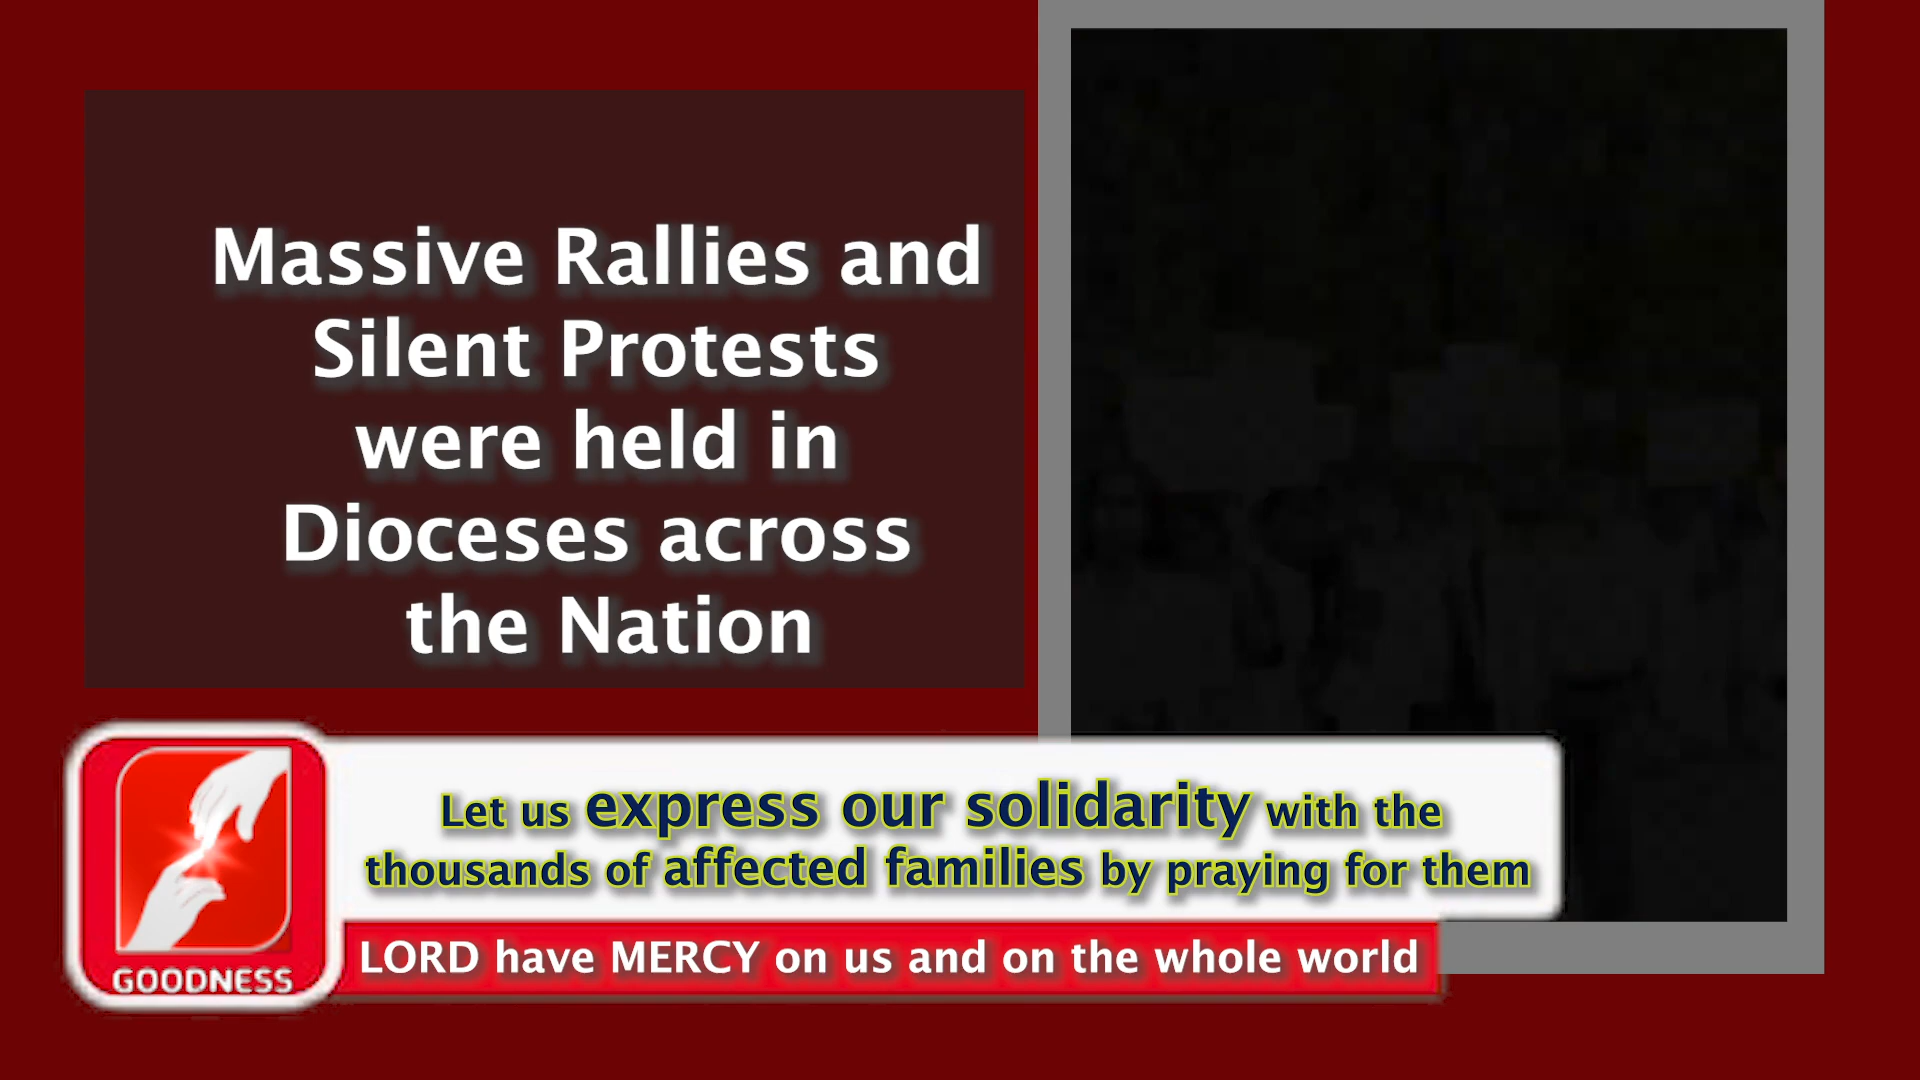 Massive Rallies and
Silent Protests
were held in
Dioceses across
the Nation
Let us express our solidarity with the
thousands of affected families by praying for them
LORD have MERCY on us and on the whole world
GOODNESS